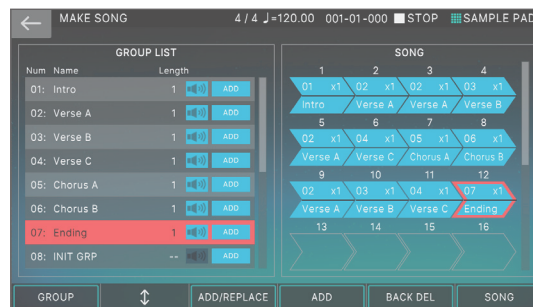 MAKE SONG 4 / 4 ♩=120.00 001-01-000 STOP SAMPLE PAD
GROUP LIST
Num Name Length
01: Intro 1 ADD
02: Verse A 1 ADD
03: Verse B 1 ADD
04: Verse C 1 ADD
05: Chorus A 1 ADD
06: Chorus B 1 ADD
07: Ending 1 ADD
08: INIT GRP -- ADD
SONG
1 2 3 4
01 x1 02 x1 02 x1 03 x1
Intro Verse A Verse A Verse B
5 6 7 8
02 x1 04 x1 05 x1 06 x1
Verse A Verse C Chorus A Chorus B
9 10 11 12
02 x1 03 x1 04 x1 07 x1
Verse A Verse B Verse C Ending
13 14 15 16
GROUP ADD/REPLACE ADD BACK DEL SONG